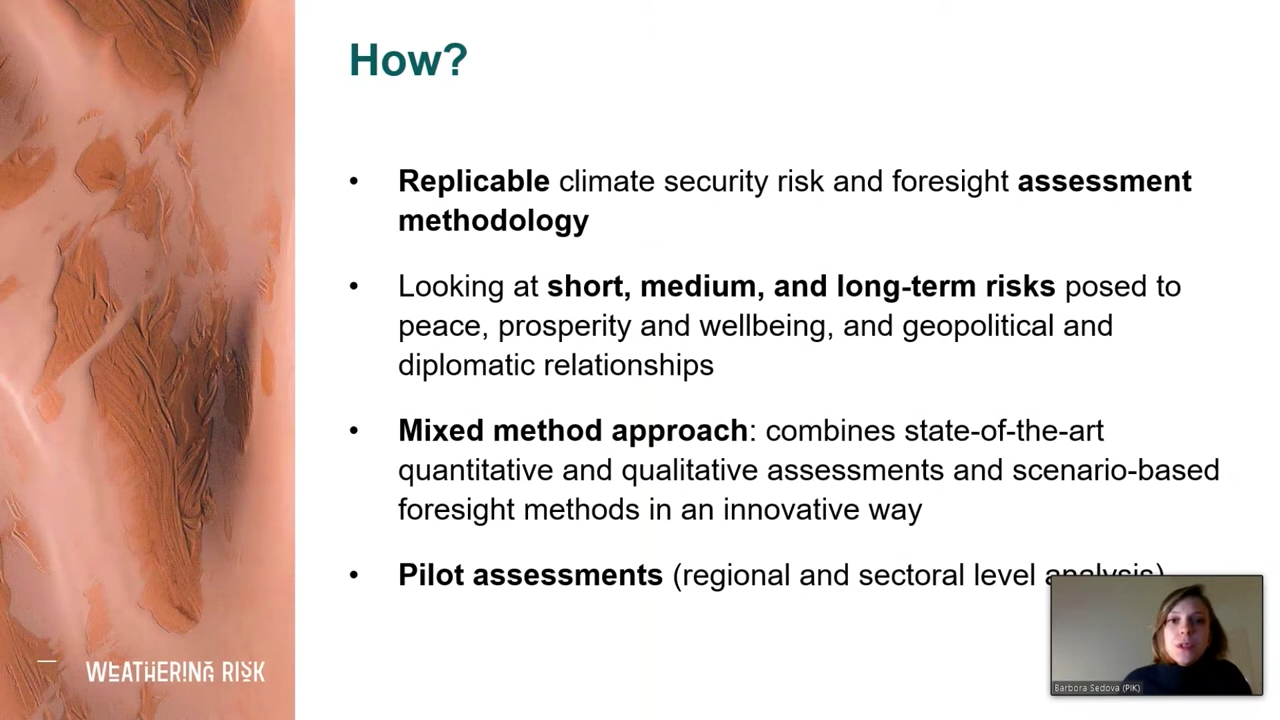 How?
• Replicable climate security risk and foresight assessment
methodology
• Looking at short, medium, and long-term risks posed to
peace, prosperity and wellbeing, and geopolitical and
diplomatic relationships
• Mixed method approach: combines state-of-the-art
quantitative and qualitative assessments and scenario-based
foresight methods in an innovative way
• Pilot assessments (regional and sectoral level analysis)
WEATHERING RISK
Barbora Sedova (PIK)